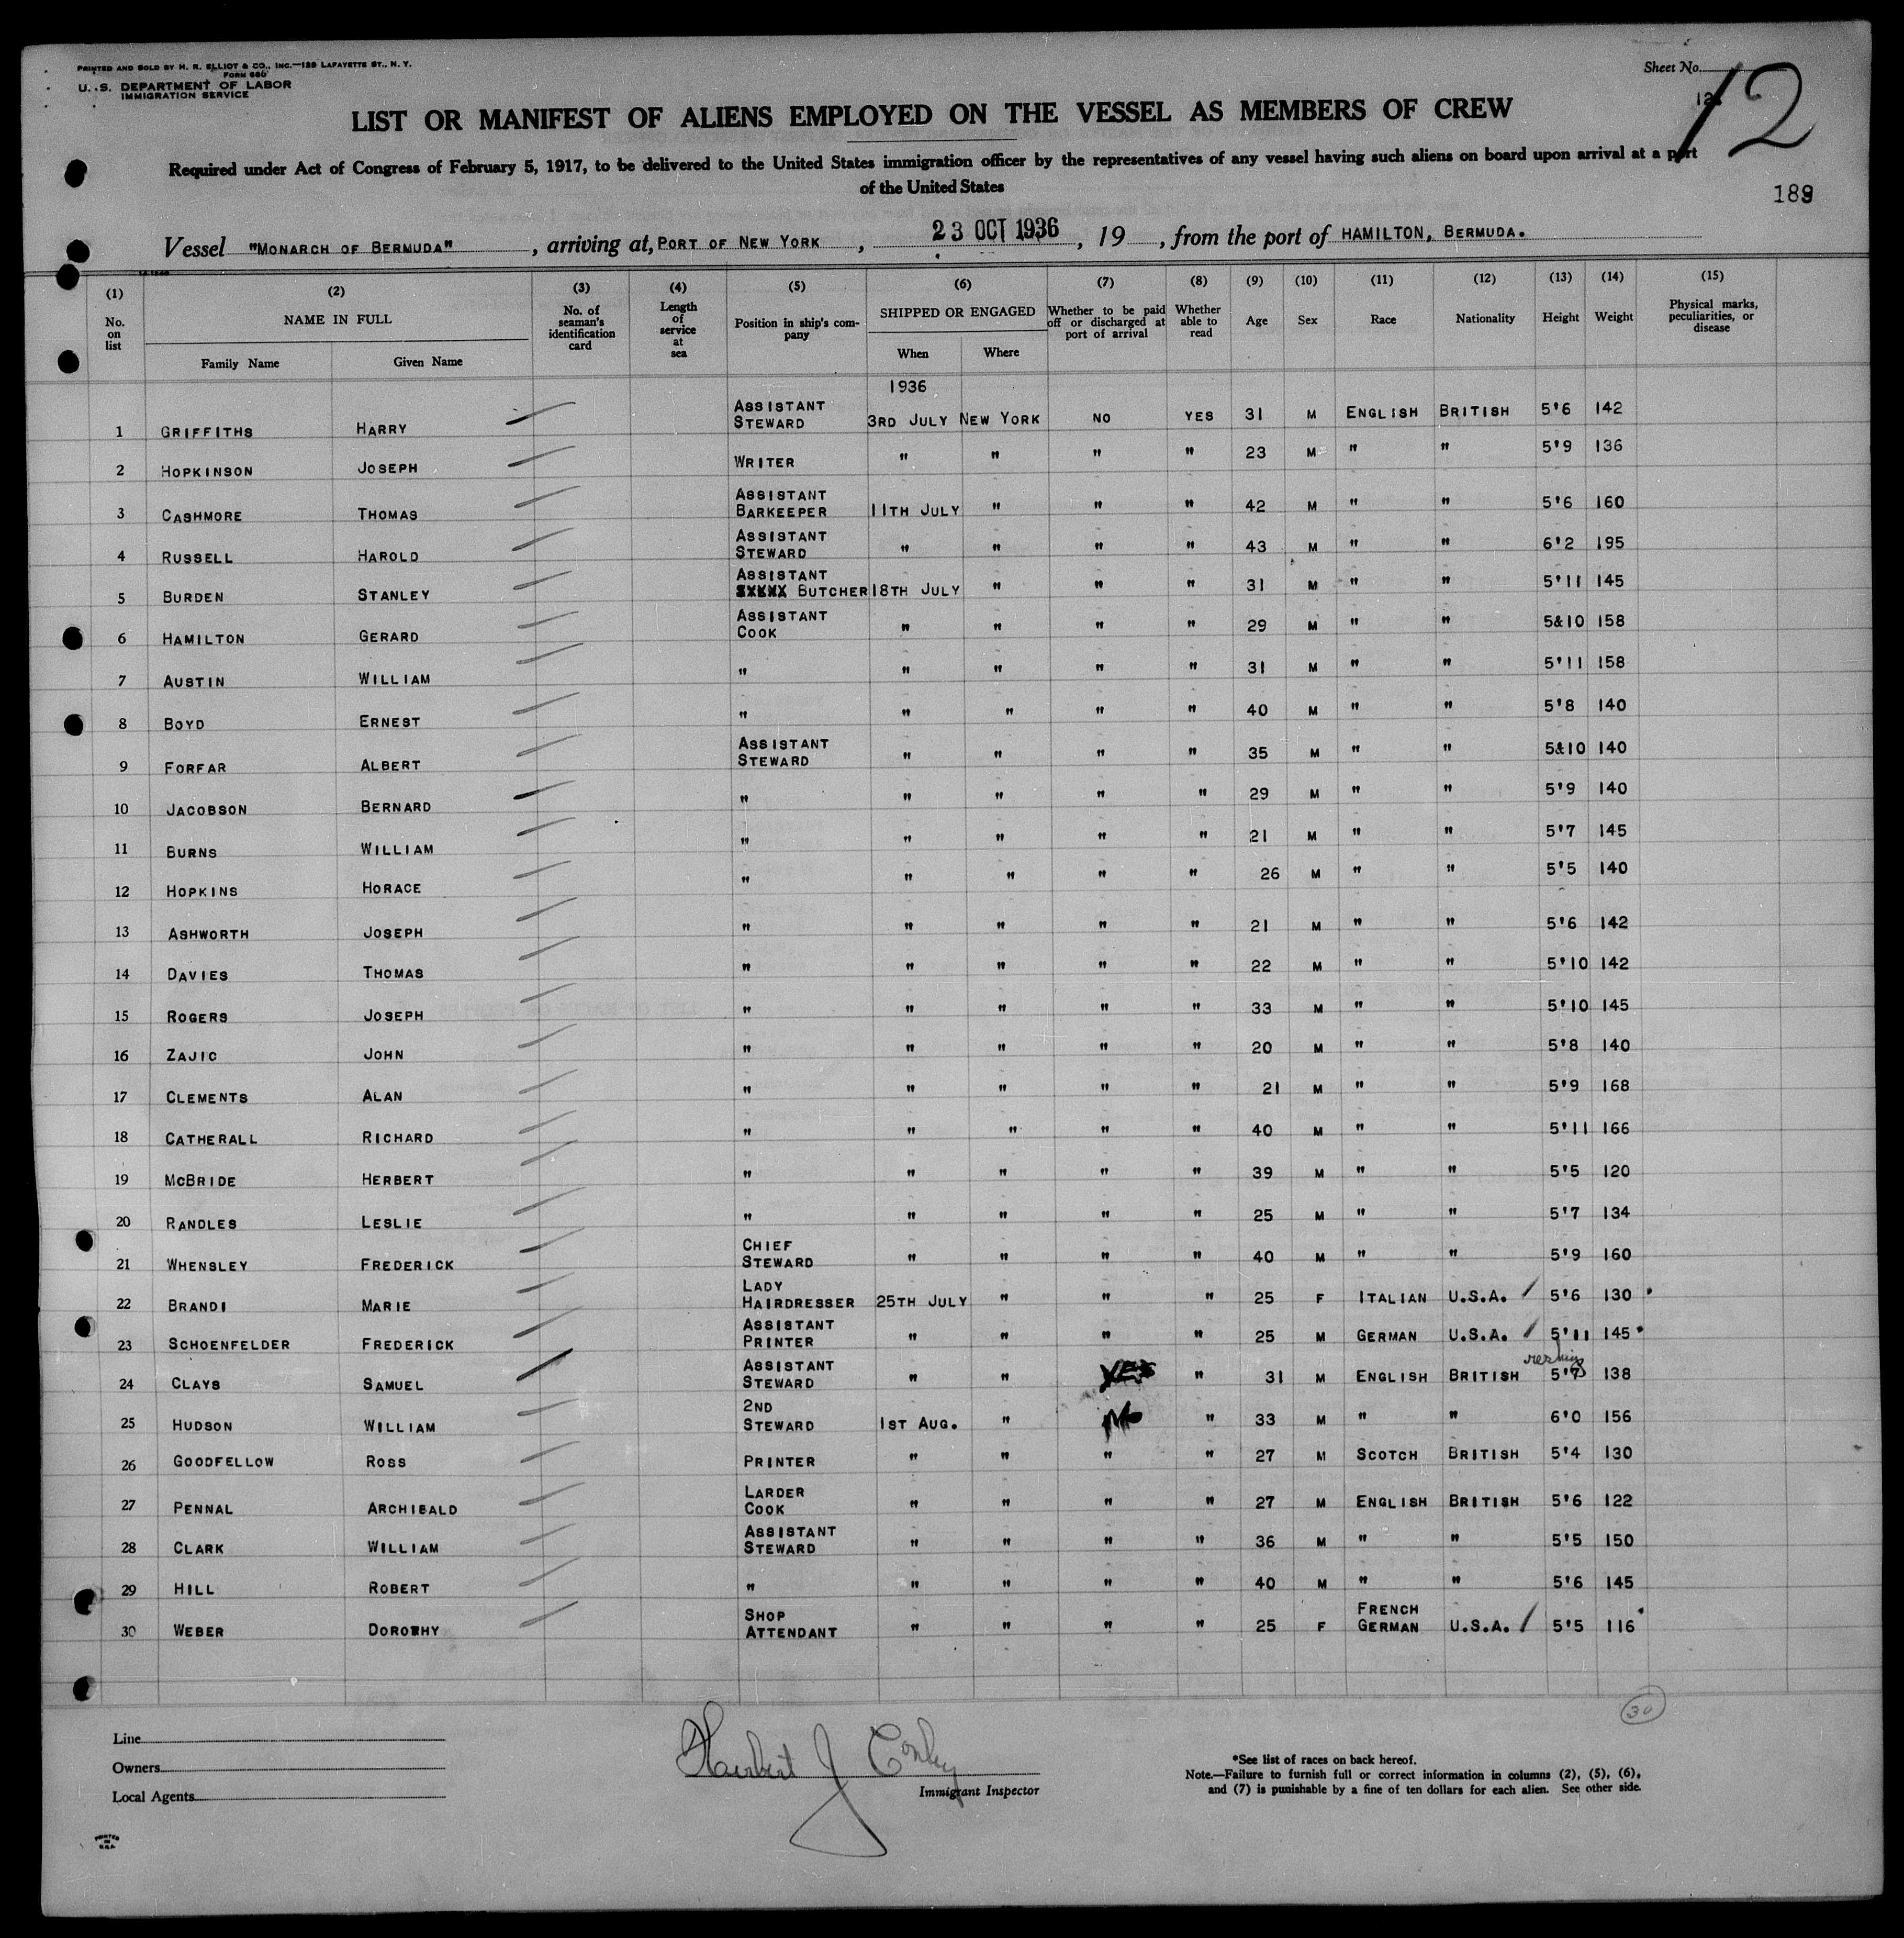 PRINTED AND SOLD BY H. R. ELLIOT & CO., INC.—129 LAFAYETTE ST., N. Y.
FORM 680
U. S. DEPARTMENT OF LABOR
IMMIGRATION SERVICE
Sheet No.
12
LIST OR MANIFEST OF ALIENS EMPLOYED ON THE VESSEL AS MEMBERS OF CREW
Required under Act of Congress of February 5, 1917, to be delivered to the United States immigration officer by the representatives of any vessel having such aliens on board upon arrival at a port
of the United States
189
Vessel "MONARCH OF BERMUDA", arriving at, PORT OF NEW YORK, 23 OCT 1936, 19, from the port of HAMILTON, BERMUDA.
(1) No. on list (2) NAME IN FULL Family Name Given Name (3) No. of seaman's identification card (4) Length of service at sea (5) Position in ship's company (6) SHIPPED OR ENGAGED When Where (7) Whether to be paid off or discharged at port of arrival (8) Whether able to read (9) Age (10) Sex (11) Race (12) Nationality (13) Height (14) Weight (15) Physical marks, peculiarities, or disease
1936
1 GRIFFITHS HARRY ASSISTANT STEWARD 3RD JULY NEW YORK NO YES 31 M ENGLISH BRITISH 5'6 142
2 HOPKINSON JOSEPH WRITER " " " " 23 M " " 5'9 136
3 CASHMORE THOMAS ASSISTANT BARKEEPER 11TH JULY " " " 42 M " " 5'6 160
4 RUSSELL HAROLD ASSISTANT STEWARD " " " " 43 M " " 6'2 195
5 BURDEN STANLEY ASSISTANT BUTCHER 18TH JULY " " " 31 M " " 5'11 145
6 HAMILTON GERARD ASSISTANT COOK " " " " 29 M " " 5&10 158
7 AUSTIN WILLIAM " " " " " 31 M " " 5'11 158
8 BOYD ERNEST " " " " " 40 M " " 5'8 140
9 FORFAR ALBERT ASSISTANT STEWARD " " " " 35 M " " 5&10 140
10 JACOBSON BERNARD " " " " " 29 M " " 5'9 140
11 BURNS WILLIAM " " " " " 21 M " " 5'7 145
12 HOPKINS HORACE " " " " " 26 M " " 5'5 140
13 ASHWORTH JOSEPH " " " " " 21 M " " 5'6 142
14 DAVIES THOMAS " " " " " 22 M " " 5'10 142
15 ROGERS JOSEPH " " " " " 33 M " " 5'10 145
16 ZAJIC JOHN " " " " " 20 M " " 5'8 140
17 CLEMENTS ALAN " " " " " 21 M " " 5'9 168
18 CATHERALL RICHARD " " " " " 40 M " " 5'11 166
19 MCBRIDE HERBERT " " " " " 39 M " " 5'5 120
20 RANDLES LESLIE " " " " " 25 M " " 5'7 134
21 WHENSLEY FREDERICK CHIEF STEWARD " " " " 40 M " " 5'9 160
22 BRANDI MARIE LADY HAIRDRESSER 25TH JULY " " " 25 F ITALIAN U.S.A. 5'6 130
23 SCHOENFELDER FREDERICK ASSISTANT PRINTER " " " " 25 M GERMAN U.S.A. 5'11 145
24 CLAYS SAMUEL ASSISTANT STEWARD " " YES " 31 M ENGLISH BRITISH 138
25 HUDSON WILLIAM 2ND STEWARD 1ST AUG. " No " 33 M " " 6'0 156
26 GOODFELLOW ROSS PRINTER " " " " 27 M SCOTCH BRITISH 5'4 130
27 PENNAL ARCHIBALD LARDER COOK " " " " 27 M ENGLISH BRITISH 5'6 122
28 CLARK WILLIAM ASSISTANT STEWARD " " " " 36 M " " 5'5 150
29 HILL ROBERT " " " " " 40 M " " 5'6 145
30 WEBER DOROTHY SHOP ATTENDANT " " " " 25 F FRENCH GERMAN U.S.A. 5'5 116
30
Line
Owners
Local Agents
Herbert J Conley
Immigrant Inspector
*See list of races on back hereof.
Note.—Failure to furnish full or correct information in columns (2), (5), (6),
and (7) is punishable by a fine of ten dollars for each alien. See other side.
PRINTED
IN
U.S.A.